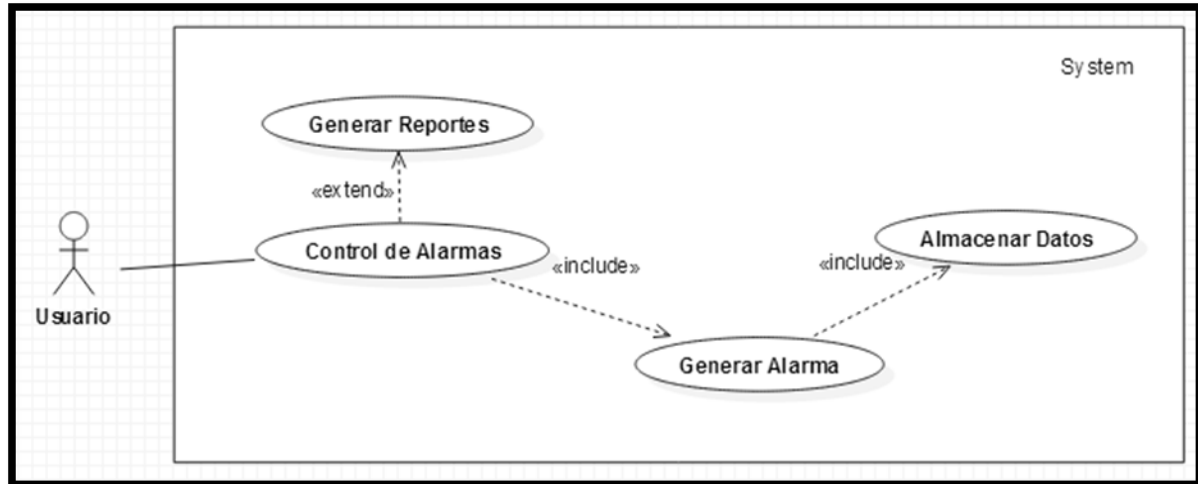 System
Generar Reportes
«extend»
Control de Alarmas
Almacenar Datos
«include»
«include»
Usuario
Generar Alarma